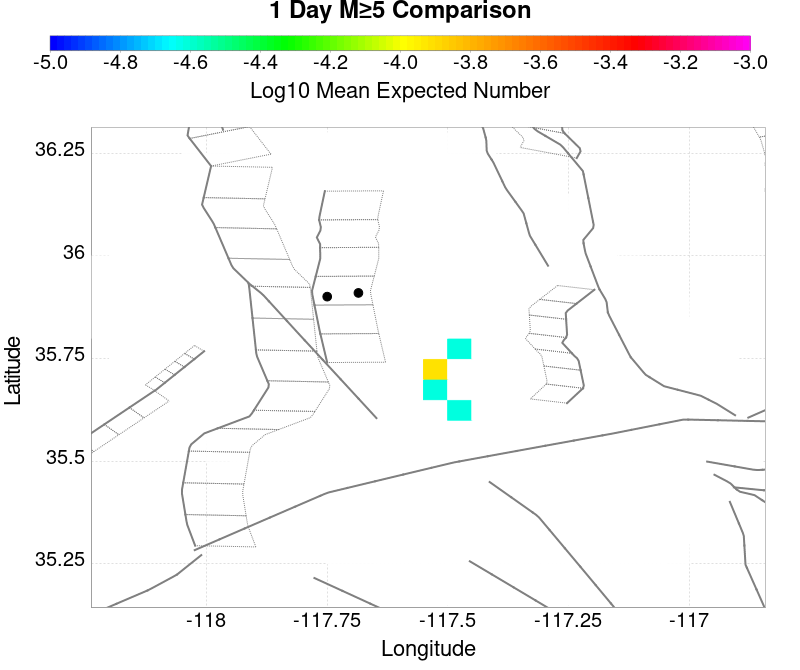 1 Day M≥5 Comparison
-5.0 -4.8 -4.6 -4.4 -4.2 -4.0 -3.8 -3.6 -3.4 -3.2 -3.0
Log10 Mean Expected Number
36.25
36
35.75
35.5
35.25
Latitude
-118 -117.75 -117.5 -117.25 -117
Longitude